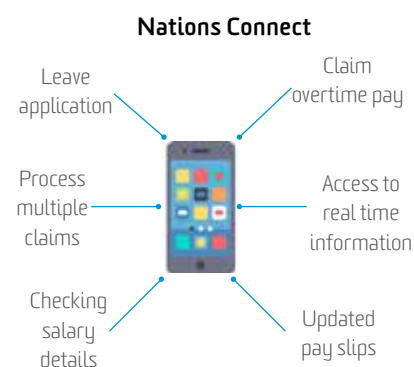 Nations Connect
Leave
application
Claim
overtime pay
Process
multiple
claims
Access to
real time
information
Checking
salary
details
Updated
pay slips